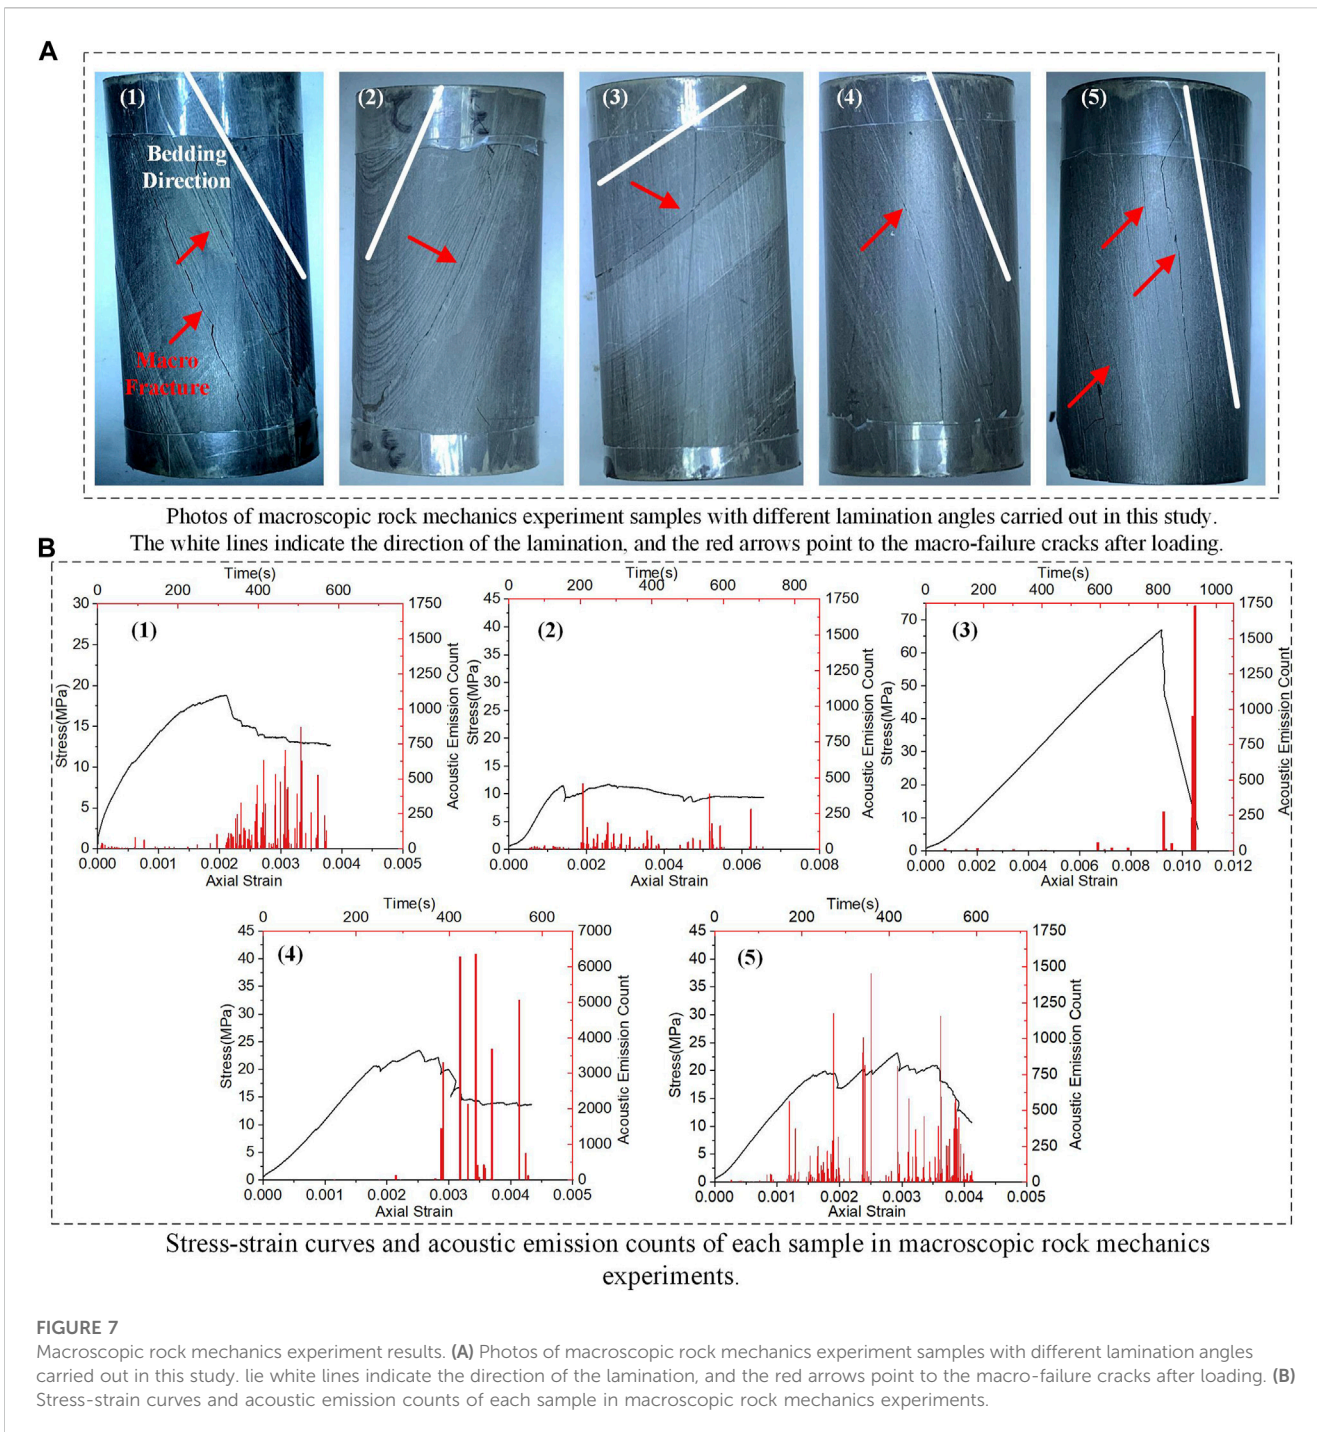 A
(1)
(2)
(3)
(4)
(5)
Bedding
Direction
Macro
Fracture
Photos of macroscopic rock mechanics experiment samples with different lamination angles carried out in this study.
The white lines indicate the direction of the lamination, and the red arrows point to the macro-failure cracks after loading.
B
Time(s)
0 200 400 600
30
25
20
15
10
5
0
Stress(MPa)
(1)
1750
1500
1250
1000
750
500
250
0
Acoustic Emission Count
0.000 0.001 0.002 0.003 0.004 0.005
Axial Strain
Time(s)
0 200 400 600 800
45
40
35
30
25
20
15
10
5
0
Stress(MPa)
(2)
1750
1500
1250
1000
750
500
250
0
Acoustic Emission Count
0.000 0.002 0.004 0.006 0.008
Axial Strain
Time(s)
0 200 400 600 800 1000
70
60
50
40
30
20
10
0
Stress(MPa)
(3)
1750
1500
1250
1000
750
500
250
0
Acoustic Emission Count
0.000 0.002 0.004 0.006 0.008 0.010 0.012
Axial Strain
Time(s)
0 200 400 600
45
40
35
30
25
20
15
10
5
0
Stress(MPa)
(4)
7000
6000
5000
4000
3000
2000
1000
0
Acoustic Emission Count
0.000 0.001 0.002 0.003 0.004 0.005
Axial Strain
Time(s)
0 200 400 600
45
40
35
30
25
20
15
10
5
0
Stress(MPa)
(5)
1750
1500
1250
1000
750
500
250
0
Acoustic Emission Count
0.000 0.001 0.002 0.003 0.004 0.005
Axial Strain
Stress-strain curves and acoustic emission counts of each sample in macroscopic rock mechanics
experiments.
FIGURE 7
Macroscopic rock mechanics experiment results. (A) Photos of macroscopic rock mechanics experiment samples with different lamination angles
carried out in this study. lie white lines indicate the direction of the lamination, and the red arrows point to the macro-failure cracks after loading. (B)
Stress-strain curves and acoustic emission counts of each sample in macroscopic rock mechanics experiments.